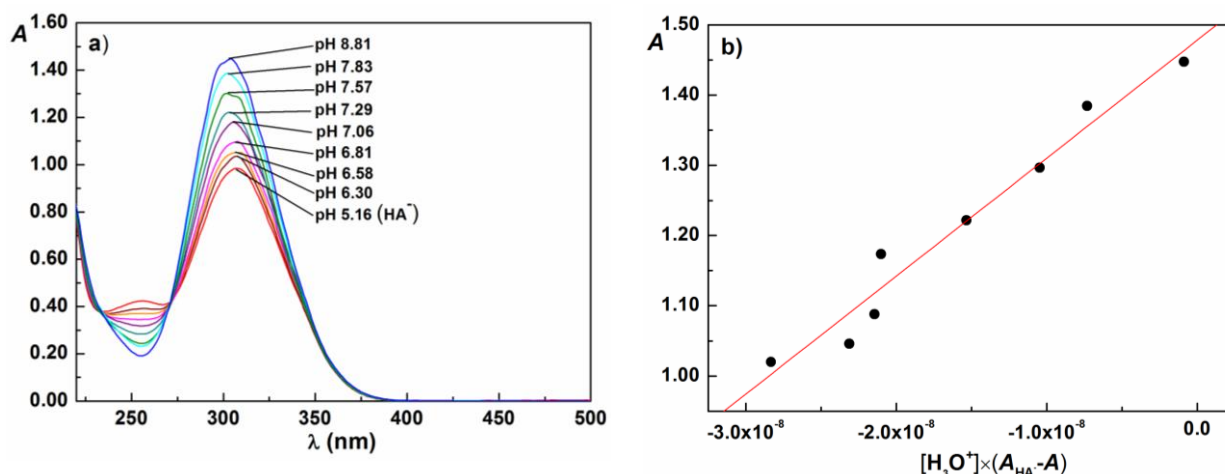 A
1.60
1.40
1.20
1.00
0.80
0.60
0.40
0.20
0.00
a)
pH 8.81
pH 7.83
pH 7.57
pH 7.29
pH 7.06
pH 6.81
pH 6.58
pH 6.30
pH 5.16 (HA⁻)
250 300 350 400 450 500
λ (nm)
A
1.50
1.40
1.30
1.20
1.10
1.00
b)
-3.0x10⁻⁸ -2.0x10⁻⁸ -1.0x10⁻⁸ 0.0
[H₃O⁺]×(A_HA⁻-A)